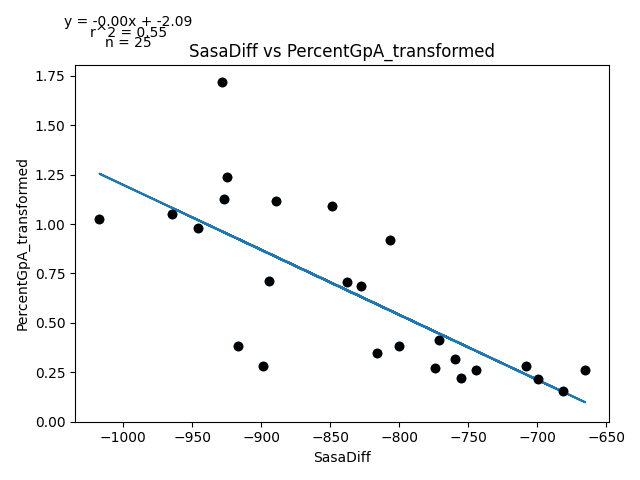 y = -0.00x + -2.09
r^2 = 0.55
n = 25
SasaDiff vs PercentGpA_transformed
PercentGpA_transformed
1.75
1.50
1.25
1.00
0.75
0.50
0.25
0.00
−1000 −950 −900 −850 −800 −750 −700 −650
SasaDiff